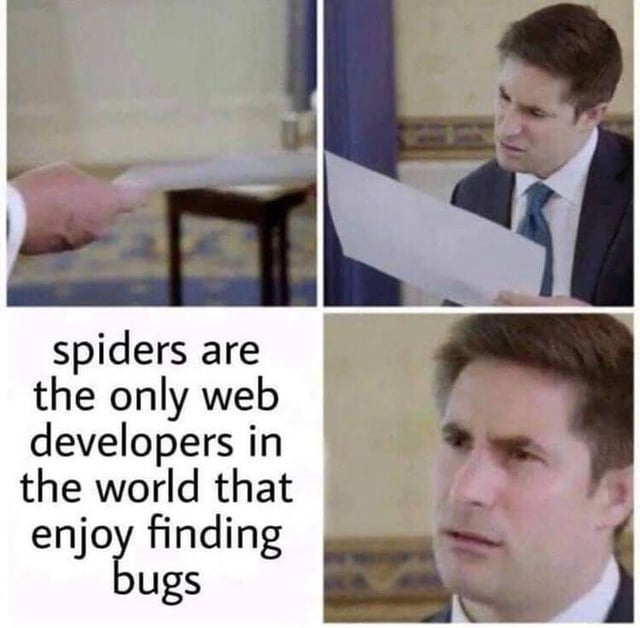 spiders are
the only web
developers in
the world that
enjoy finding
bugs